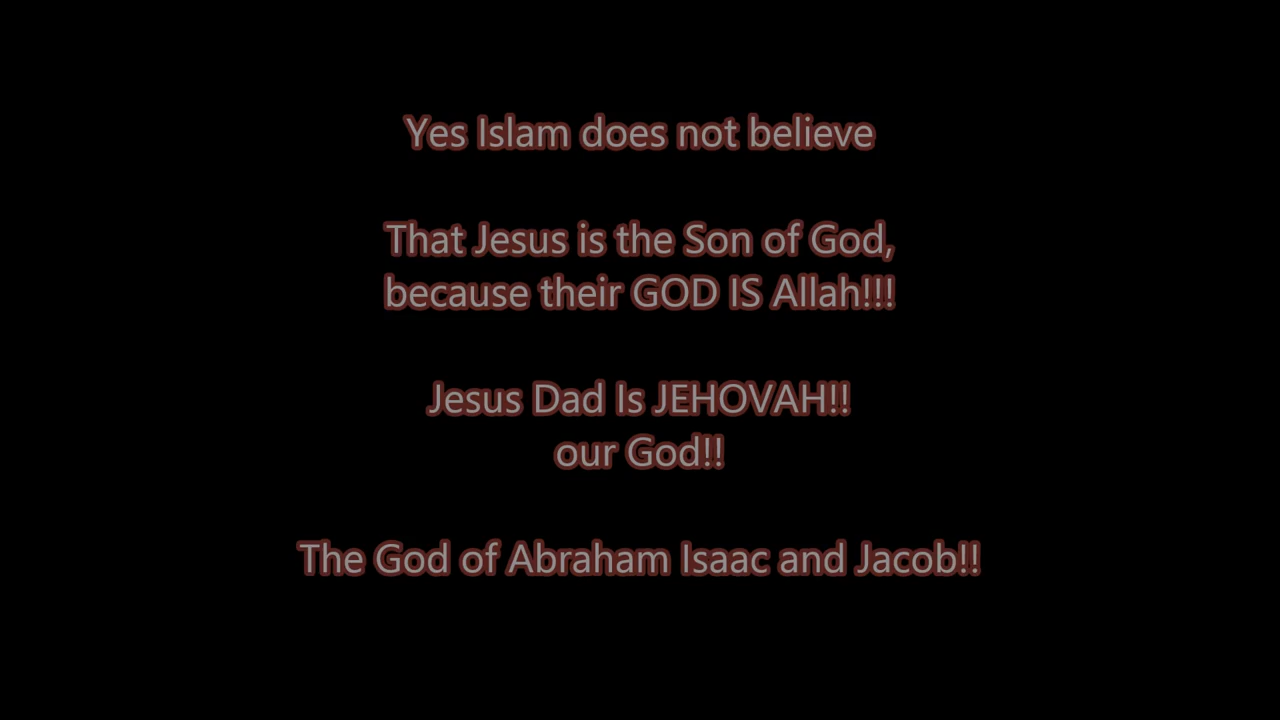 Yes Islam does not believe
That Jesus is the Son of God,
because their GOD IS Allah!!!
Jesus Dad Is JEHOVAH!!
our God!!
The God of Abraham Isaac and Jacob!!